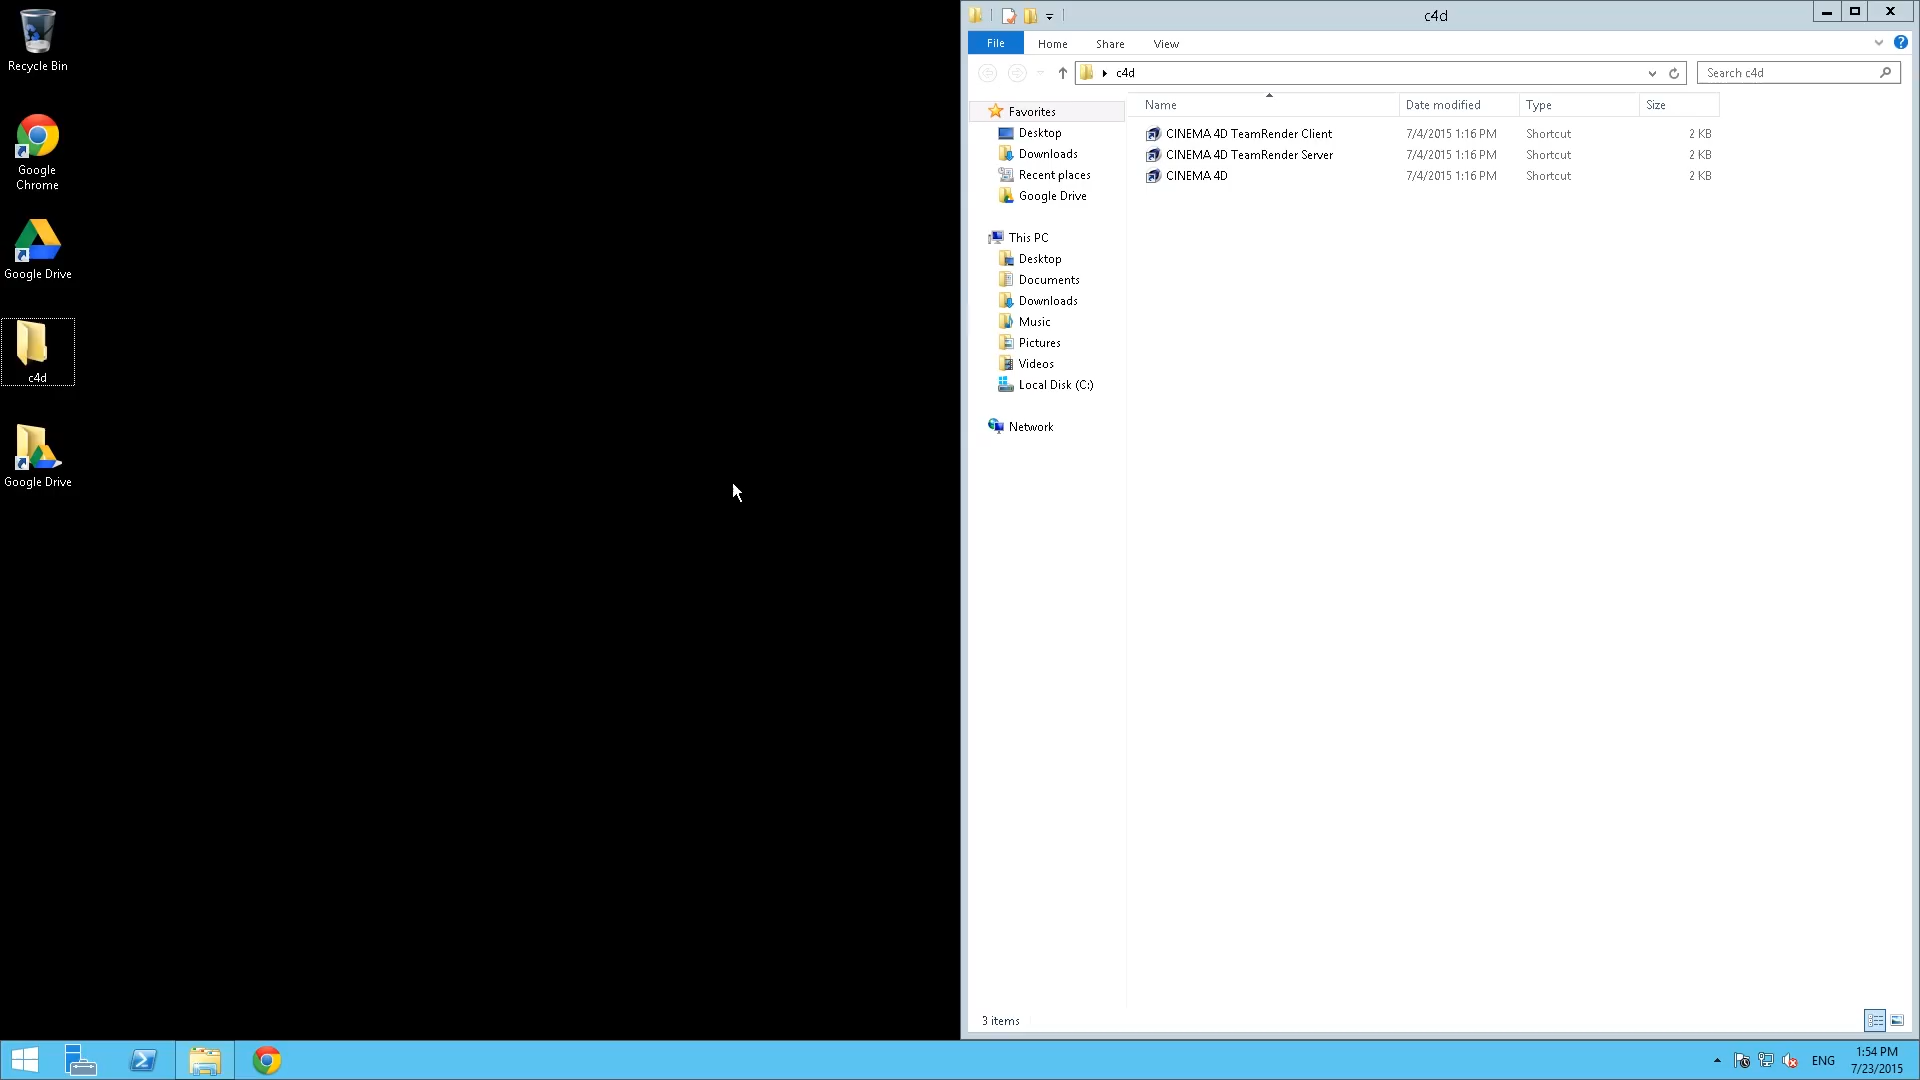 Recycle Bin
Google
Chrome
Google Drive
c4d
Google Drive
c4d
File
Home
Share
View
c4d
Search c4d
Favorites
Desktop
Downloads
Recent places
Google Drive
This PC
Desktop
Documents
Downloads
Music
Pictures
Videos
Local Disk (C:)
Network
Name
Date modified
Type
Size
CINEMA 4D TeamRender Client 7/4/2015 1:16 PM Shortcut 2 KB
CINEMA 4D TeamRender Server 7/4/2015 1:16 PM Shortcut 2 KB
CINEMA 4D 7/4/2015 1:16 PM Shortcut 2 KB
3 items
ENG
1:54 PM
7/23/2015